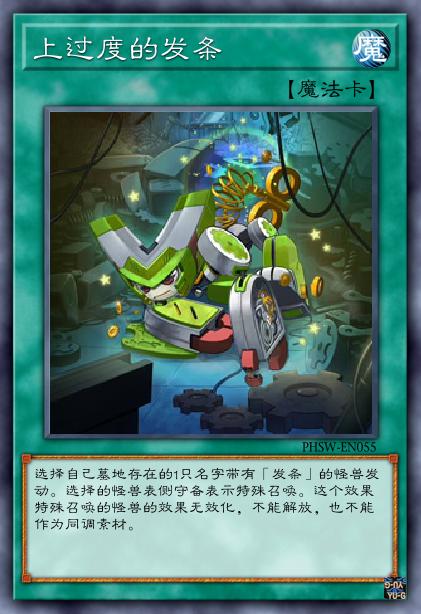 上过度的发条
魔
【魔法卡】
PHSW-EN055
选择自己墓地存在的1只名字带有「发条」的怪兽发
动。选择的怪兽表侧守备表示特殊召唤。这个效果
特殊召唤的怪兽的效果无效化，不能解放，也不能
作为同调素材。